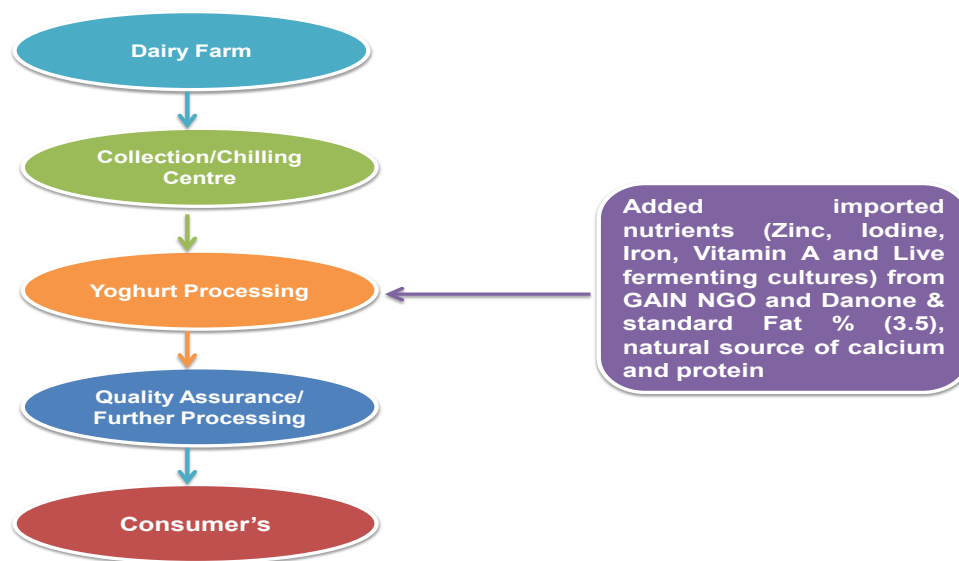 Dairy Farm
Collection/Chilling
Centre
Added imported
nutrients (Zinc, Iodine,
Iron, Vitamin A and Live
fermenting cultures) from
GAIN NGO and Danone &
standard Fat % (3.5),
natural source of calcium
and protein
Yoghurt Processing
Quality Assurance/
Further Processing
Consumer’s